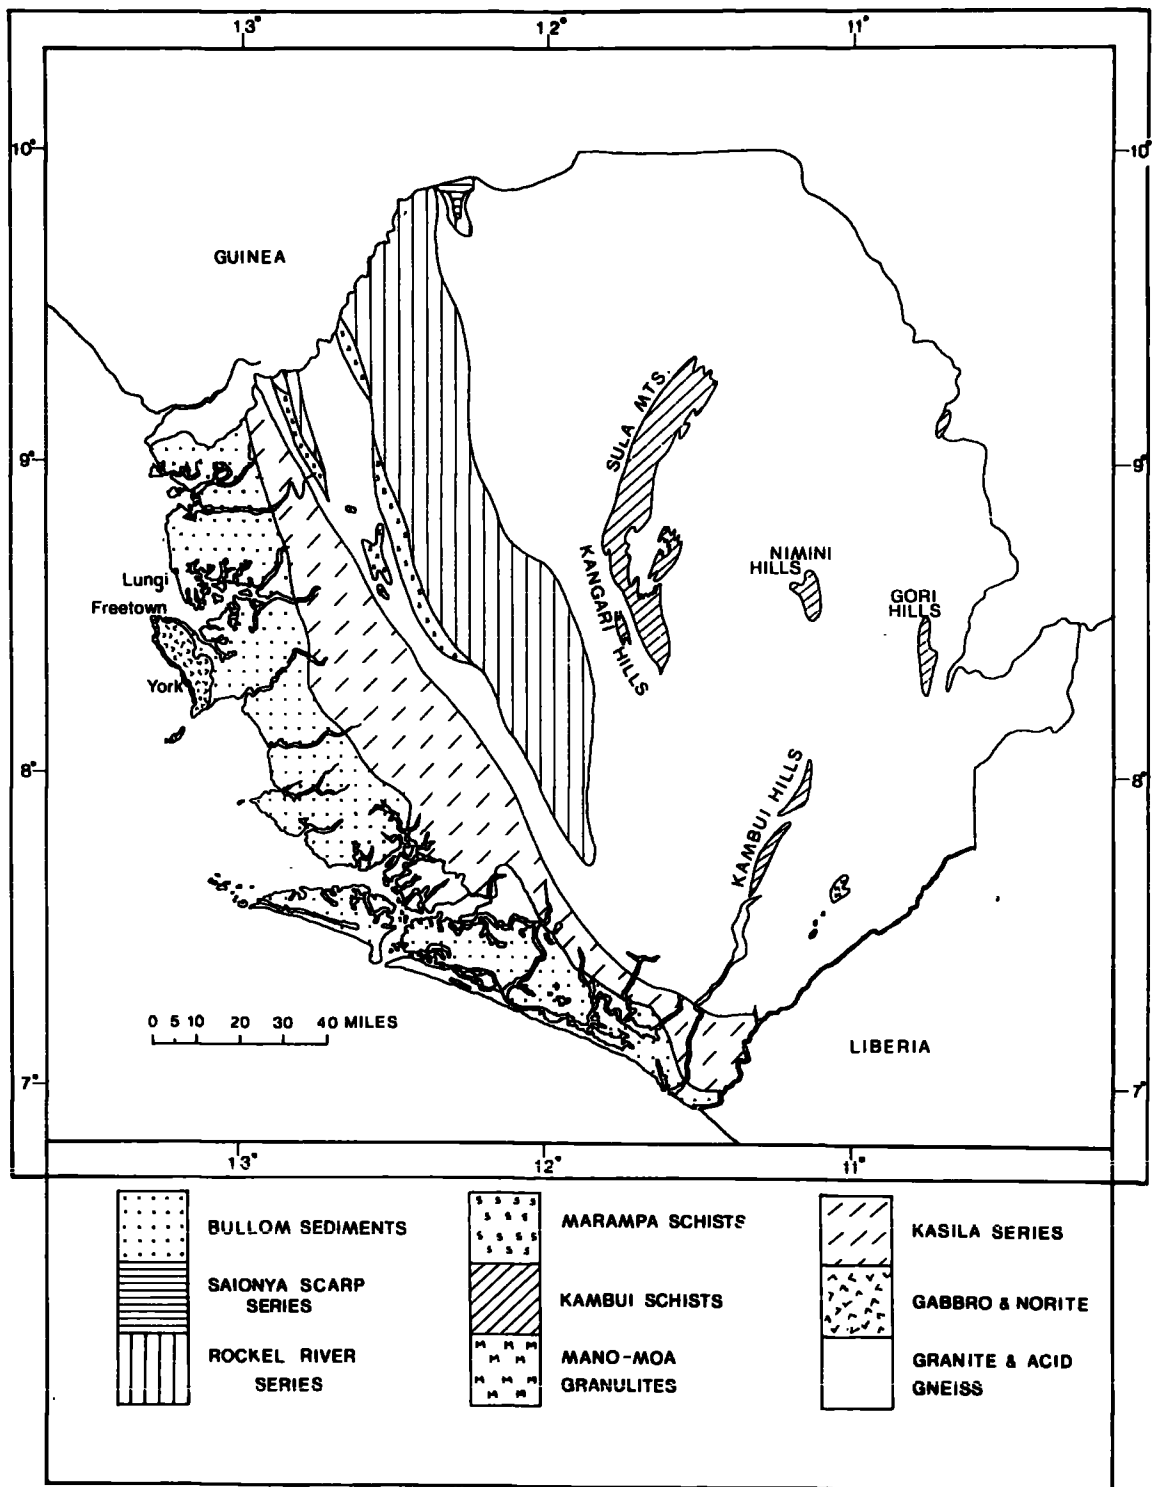 13° 12° 11°
10° 10°
GUINEA
SULA MTS.
9° 9°
NIMINI
HILLS
KANGARI HILLS
Lungi
GORI
HILLS
Freetown
York
8° 8°
KAMBUI HILLS
0 5 10 20 30 40 MILES
LIBERIA
7° 7°
13° 12° 11°
BULLOM SEDIMENTS
SAIONYA SCARP
SERIES
ROCKEL RIVER
SERIES
MARAMPA SCHISTS
KAMBUI SCHISTS
MANO-MOA
GRANULITES
KASILA SERIES
GABBRO & NORITE
GRANITE & ACID
GNEISS